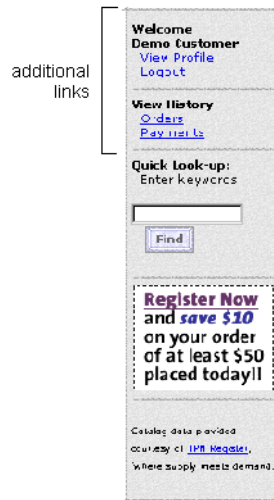 additional
links
Welcome
Demo Customer
View Profile
Logout
View History
Orders
Payments
Quick Look-up:
Enter keywords
Find
Register Now
and save $10
on your order
of at least $50
placed today!!
Catalog data provided
courtesy of TPN Register,
Where supply meets demand.